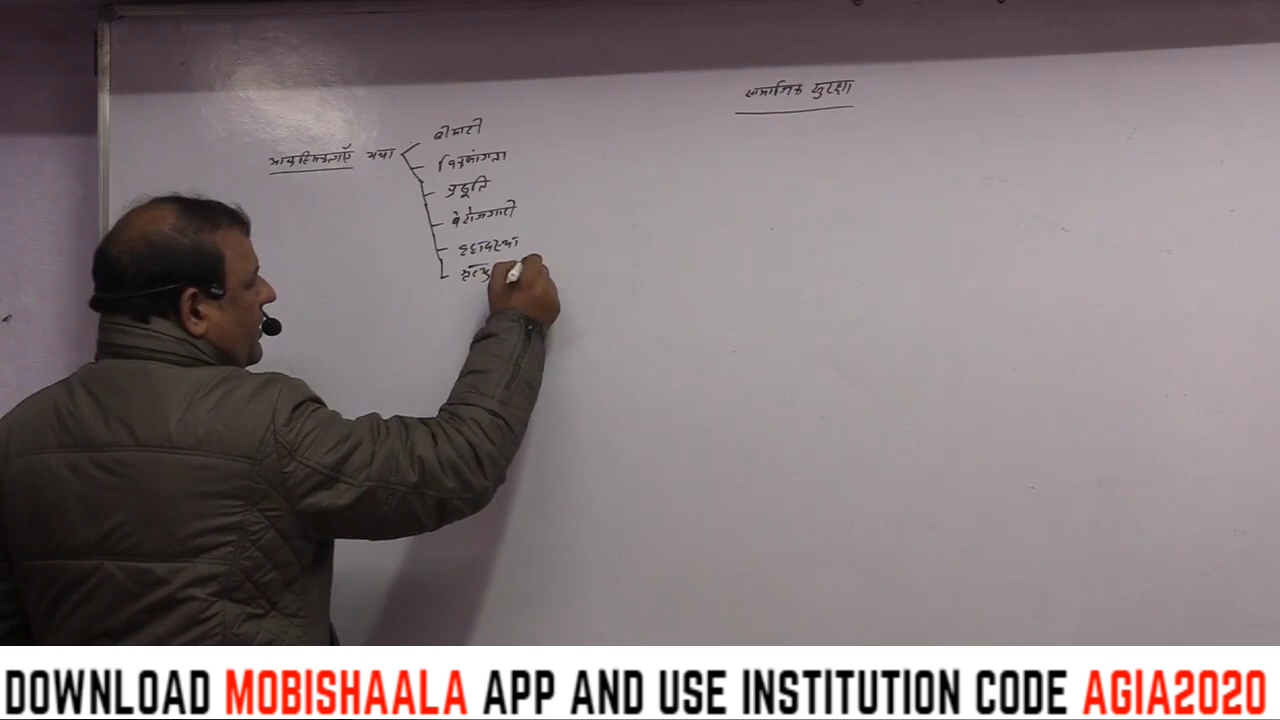 सामाजिक सुरक्षा
आकस्मिकताएँ यथा
बीमारी
विकलांगता
प्रसूति
बेरोजगारी
वृद्धावस्था
मृत्यु
DOWNLOAD MOBISHAALA APP AND USE INSTITUTION CODE AGIA2020